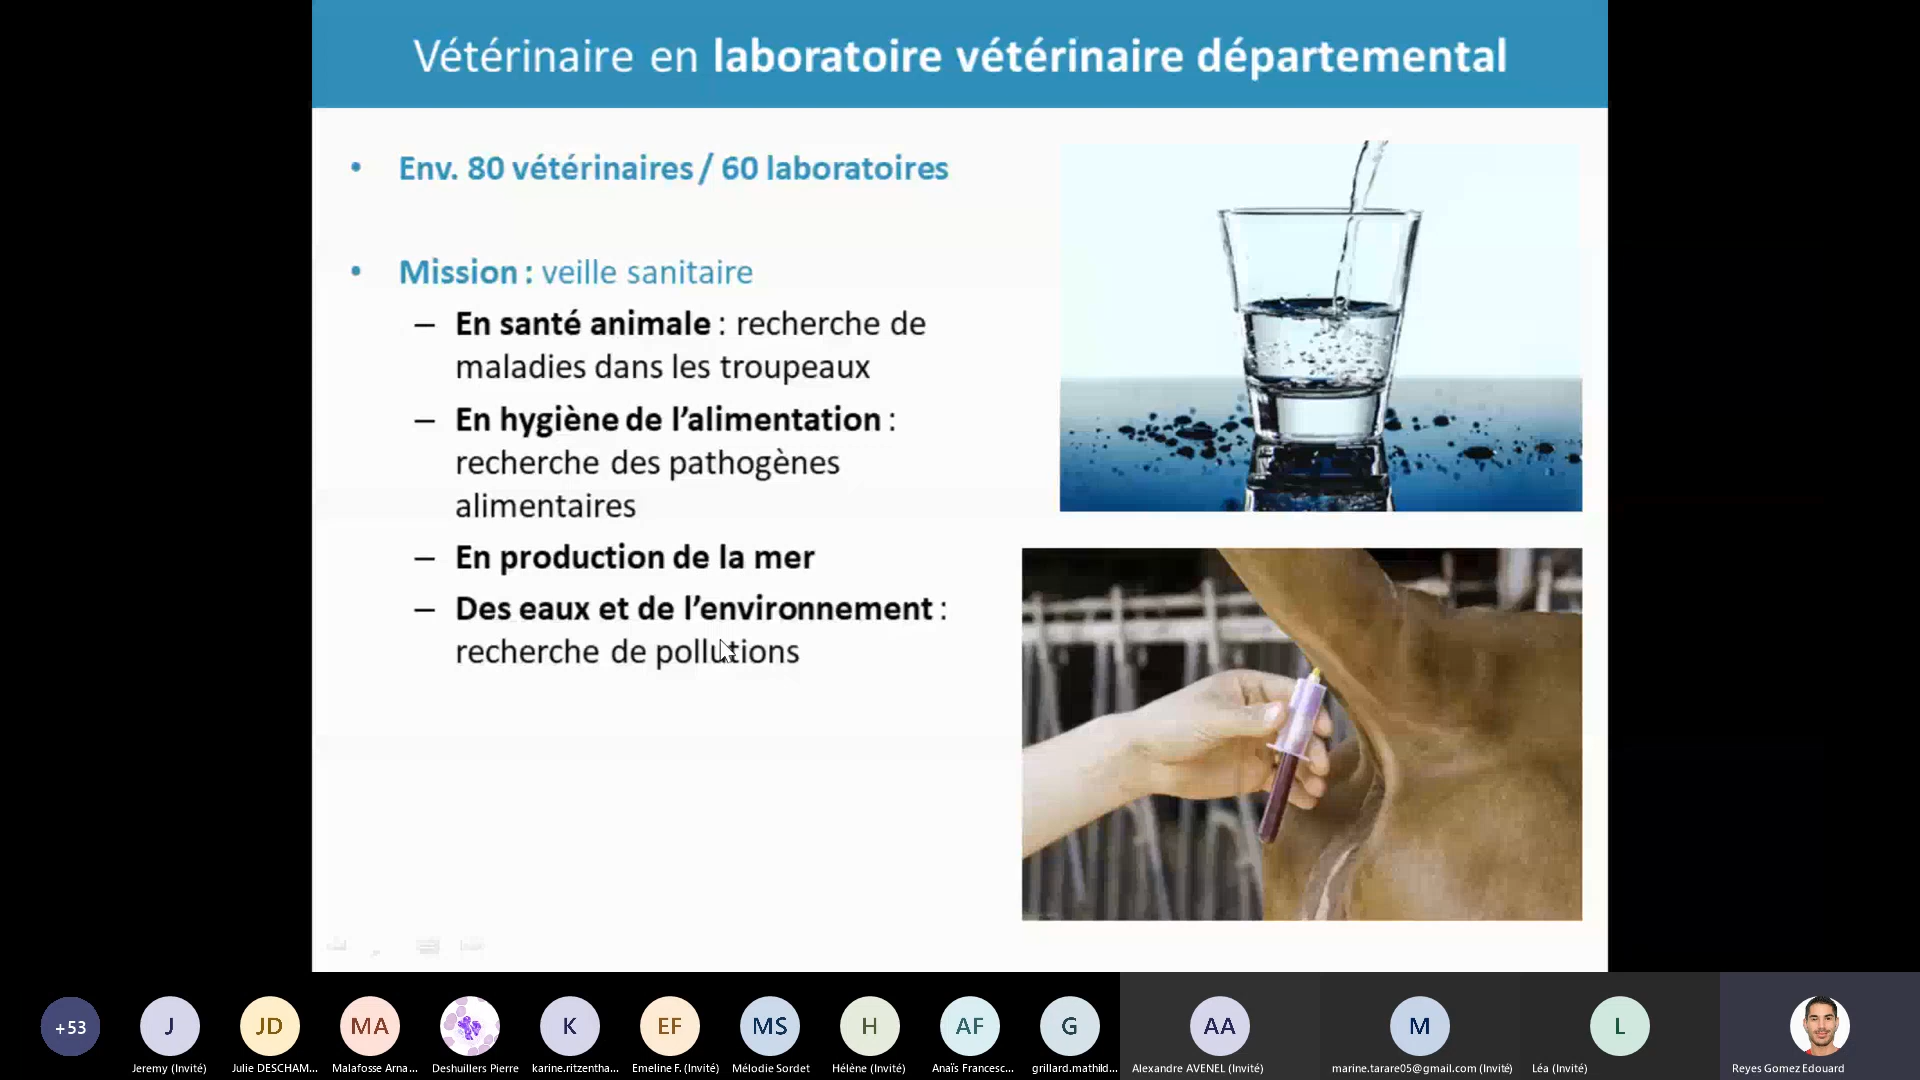 Vétérinaire en laboratoire vétérinaire départemental
• Env. 80 vétérinaires / 60 laboratoires
• Mission : veille sanitaire
– En santé animale : recherche de
maladies dans les troupeaux
– En hygiène de l’alimentation :
recherche des pathogènes
alimentaires
– En production de la mer
– Des eaux et de l’environnement :
recherche de pollutions
+53
J
JD
MA
K
EF
MS
H
AF
G
AA
M
L
Jeremy (Invité)
Julie DESCHAM...
Malafosse Arna...
Deshuillers Pierre
karine.ritzentha...
Emeline F. (Invité)
Mélodie Sordet
Hélène (Invité)
Anaïs Francesc...
grillard.mathild...
Alexandre AVENEL (Invité)
marine.tarare05@gmail.com (Invité)
Léa (Invité)
Reyes Gomez Edouard